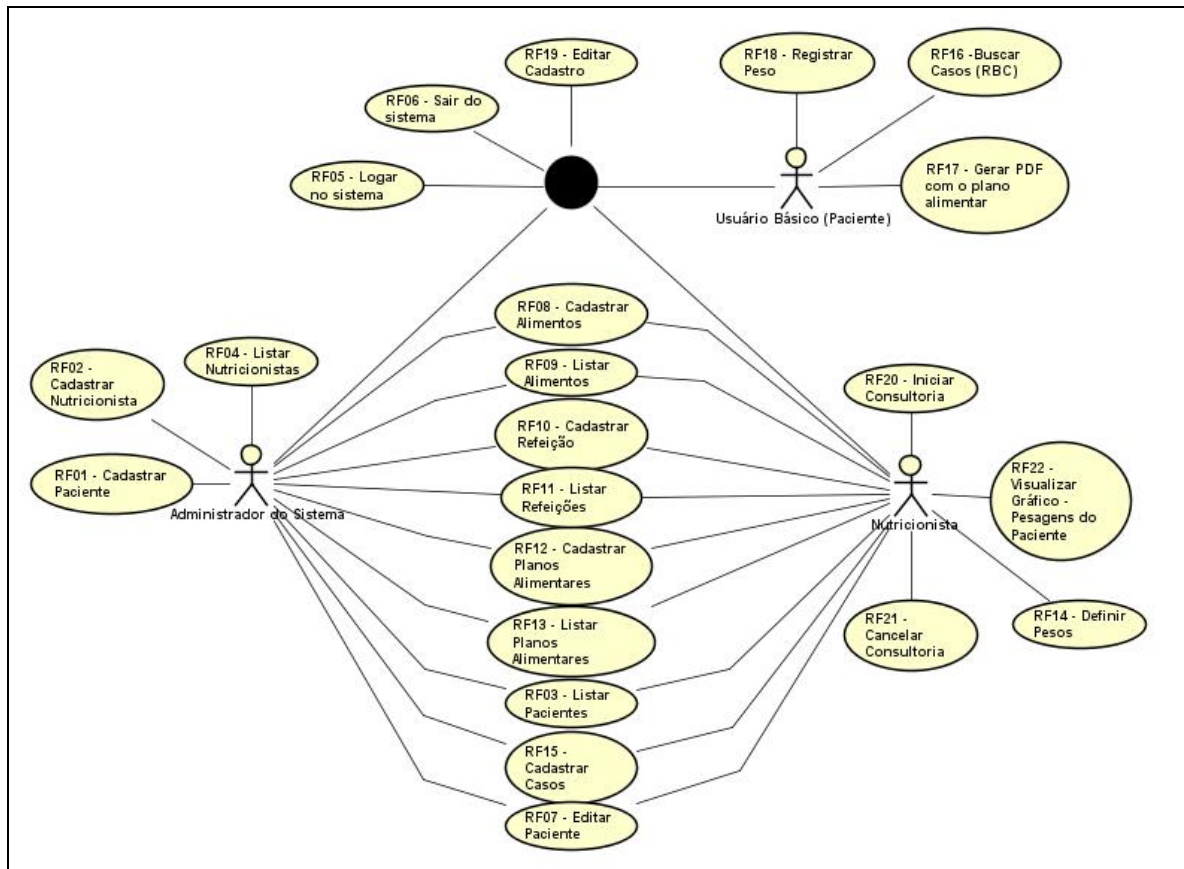 RF19 - Editar
Cadastro
RF18 - Registrar
Peso
RF16 -Buscar
Casos (RBC)
RF06 - Sair do
sistema
RF05 - Logar
no sistema
RF17 - Gerar PDF
com o plano
alimentar
Usuário Básico (Paciente)
RF08 - Cadastrar
Alimentos
RF04 - Listar
Nutricionistas
RF02 -
Cadastrar
Nutricionista
RF09 - Listar
Alimentos
RF20 - Iniciar
Consultoria
RF10 - Cadastrar
Refeição
RF01 - Cadastrar
Paciente
Administrador do Sistema
RF11 - Listar
Refeições
Nutricionista
RF22 -
Visualizar
Gráfico -
Pesagens do
Paciente
RF12 - Cadastrar
Planos
Alimentares
RF13 - Listar
Planos
Alimentares
RF21 -
Cancelar
Consultoria
RF14 - Definir
Pesos
RF03 - Listar
Pacientes
RF15 -
Cadastrar
Casos
RF07 - Editar
Paciente